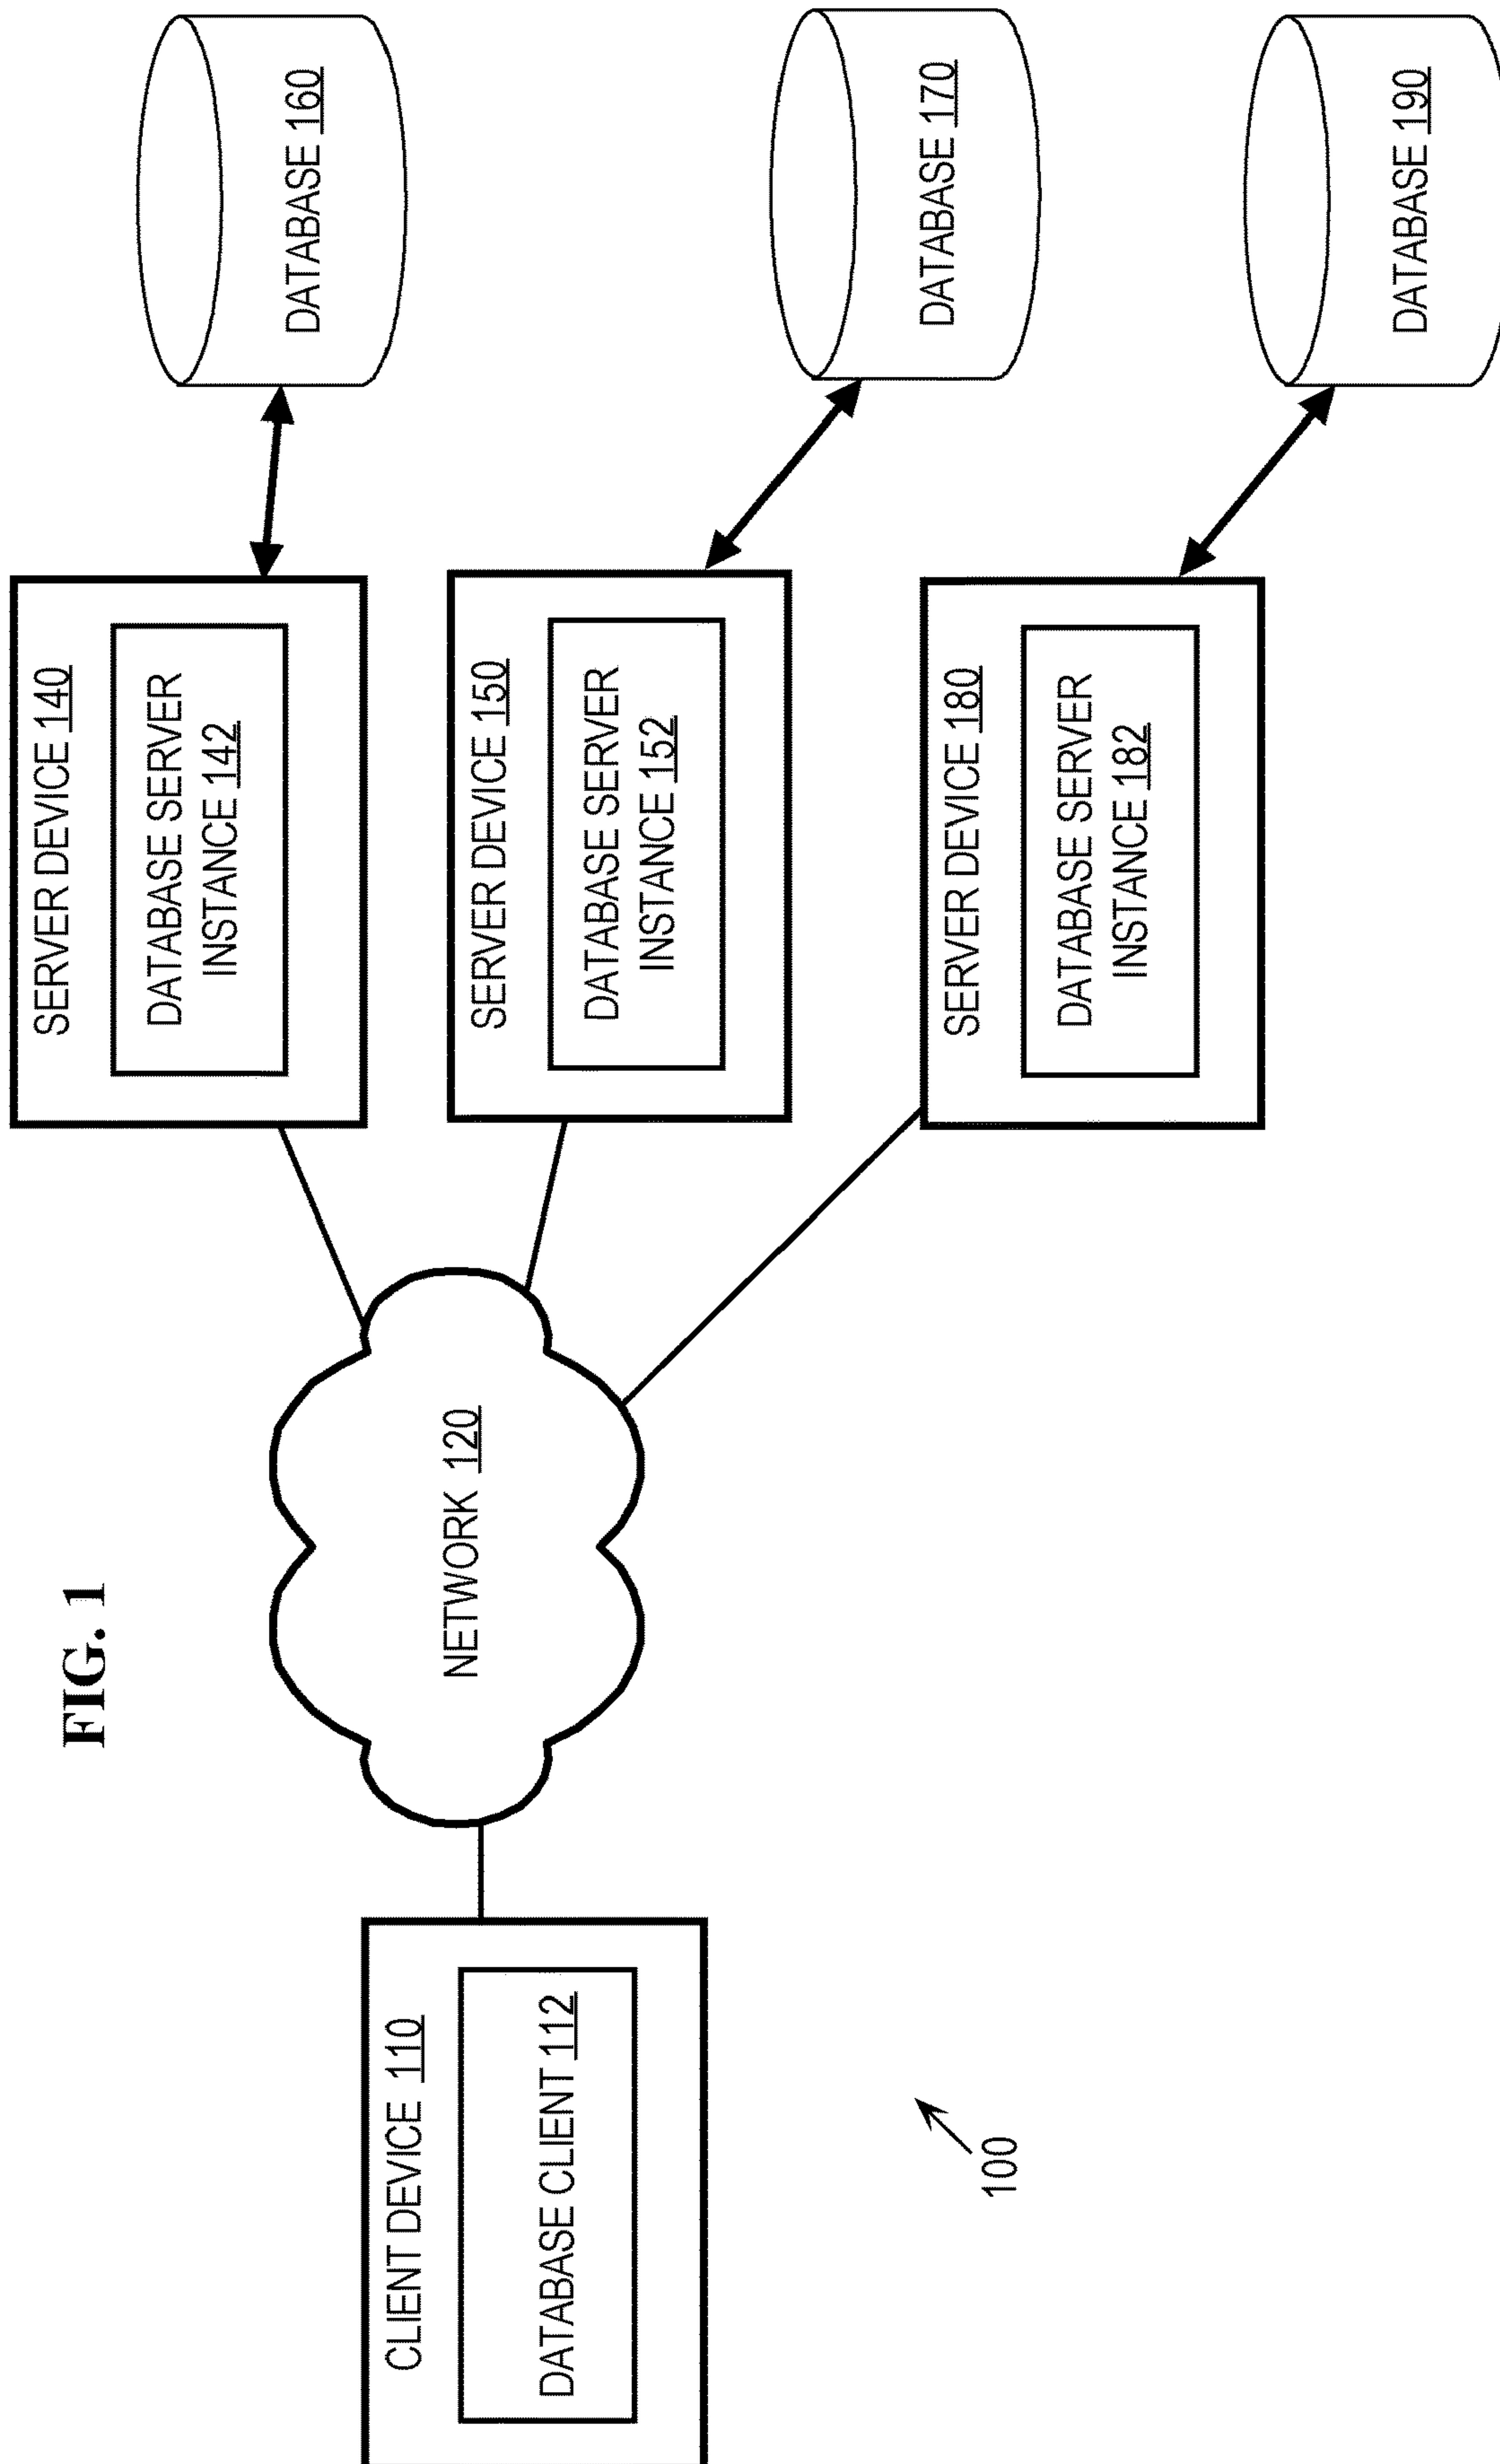 FIG. 1
CLIENT DEVICE 110
DATABASE CLIENT 112
NETWORK 120
SERVER DEVICE 140
DATABASE SERVER
INSTANCE 142
SERVER DEVICE 150
DATABASE SERVER
INSTANCE 152
SERVER DEVICE 180
DATABASE SERVER
INSTANCE 182
DATABASE 160
DATABASE 170
DATABASE 190
100